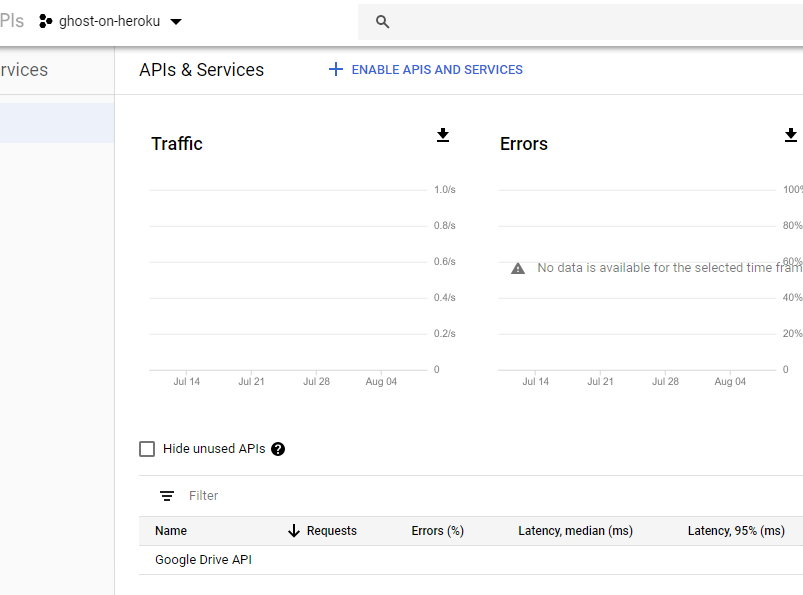 PIs ghost-on-heroku
rvices
APIs & Services
ENABLE APIS AND SERVICES
Traffic
1.0/s
0.8/s
0.6/s
0.4/s
0.2/s
0
Jul 14 Jul 21 Jul 28 Aug 04
Errors
100%
80%
60%
No data is available for the selected time fram
40%
20%
0
Jul 14 Jul 21 Jul 28 Aug 04
Hide unused APIs ?
Filter
Name Requests Errors (%) Latency, median (ms) Latency, 95% (ms)
Google Drive API